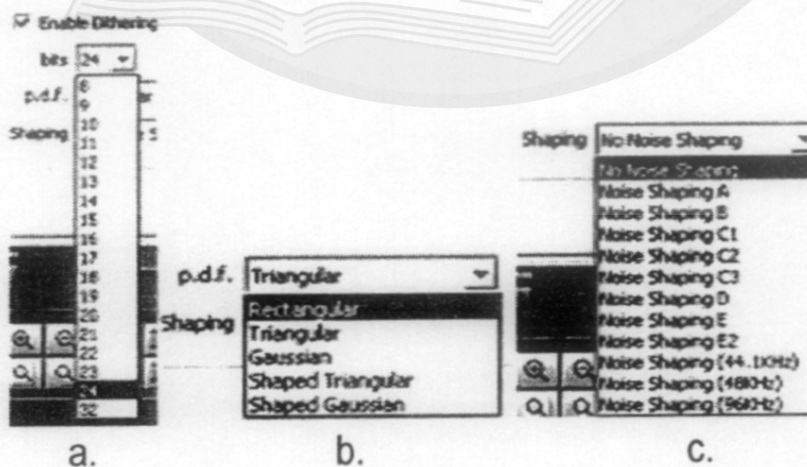 Enable Dithering
bits 24
p.d.f.
Shaping
8
9
10
11
12
13
14
15
16
17
18
19
20
21
22
23
24
32
a.
p.d.f. Triangular
Shaping
Rectangular
Triangular
Gaussian
Shaped Triangular
Shaped Gaussian
b.
Shaping No Noise Shaping
No Noise Shaping
Noise Shaping A
Noise Shaping B
Noise Shaping C1
Noise Shaping C2
Noise Shaping C3
Noise Shaping D
Noise Shaping E
Noise Shaping E2
Noise Shaping (44.1KHz)
Noise Shaping (48KHz)
Noise Shaping (96KHz)
c.